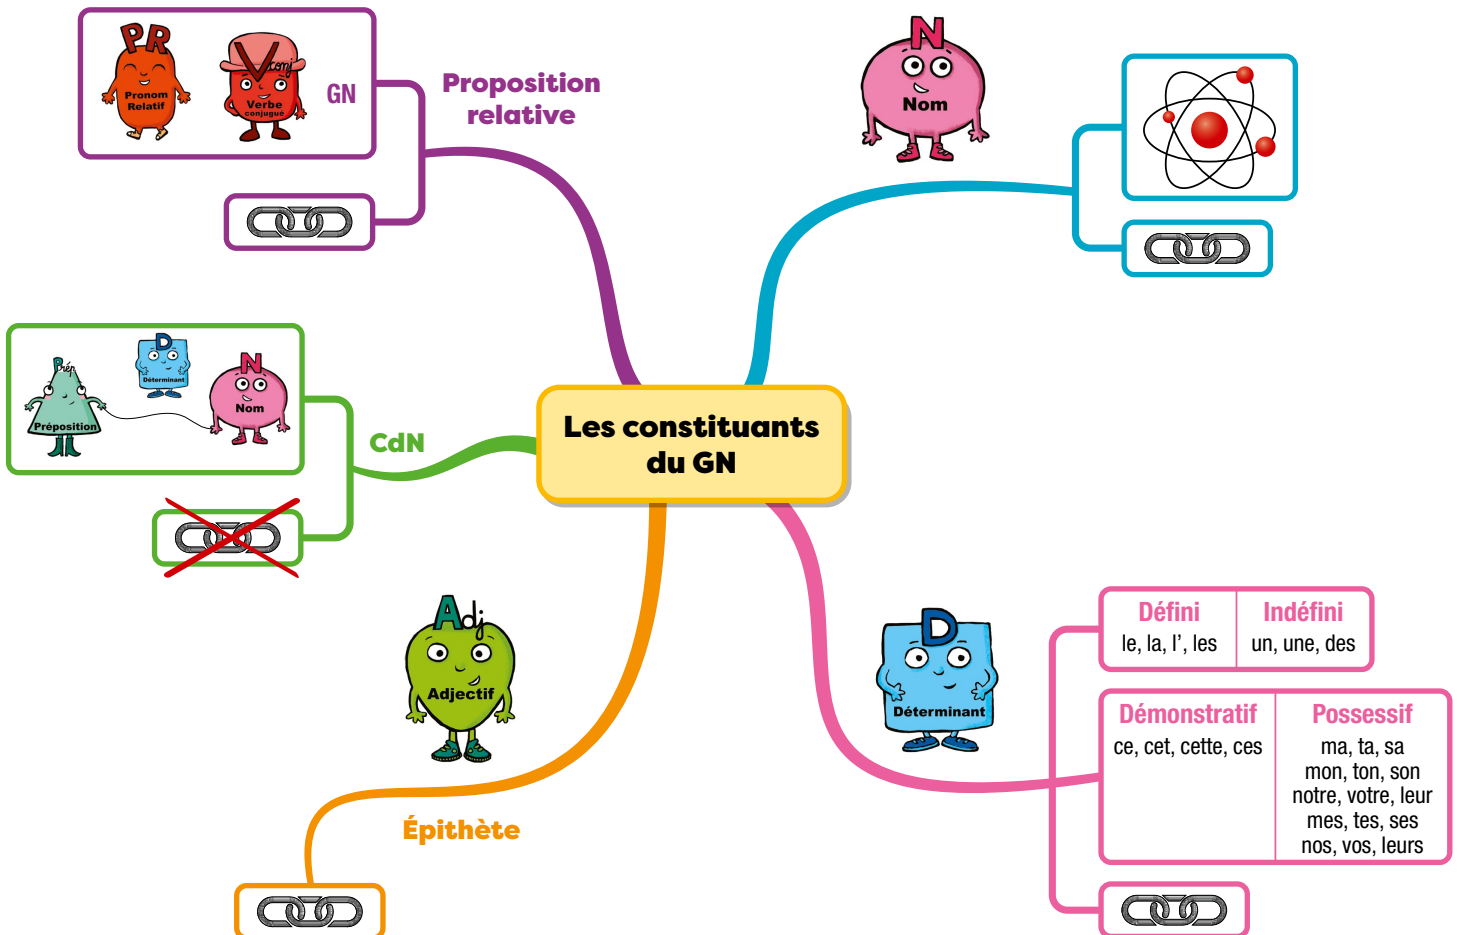 PR
Pronom
Relatif
V conj
Verbe
conjugué
GN
Proposition
relative
N
Nom
Prép
Préposition
D
Déterminant
N
Nom
CdN
Les constituants
du GN
Adj
Adjectif
Épithète
D
Déterminant
Défini
le, la, l’, les
Indéfini
un, une, des
Démonstratif
ce, cet, cette, ces
Possessif
ma, ta, sa
mon, ton, son
notre, votre, leur
mes, tes, ses
nos, vos, leurs